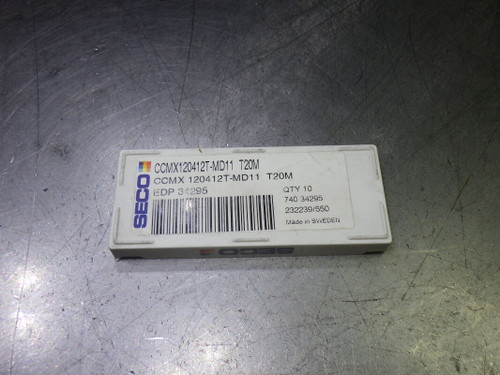 SECO
CCMX120412T-MD11 T20M
CCMX 120412T-MD11 T20M
EDP 34295
QTY 10
740 34295
232239/550
Made in SWEDEN
SECO